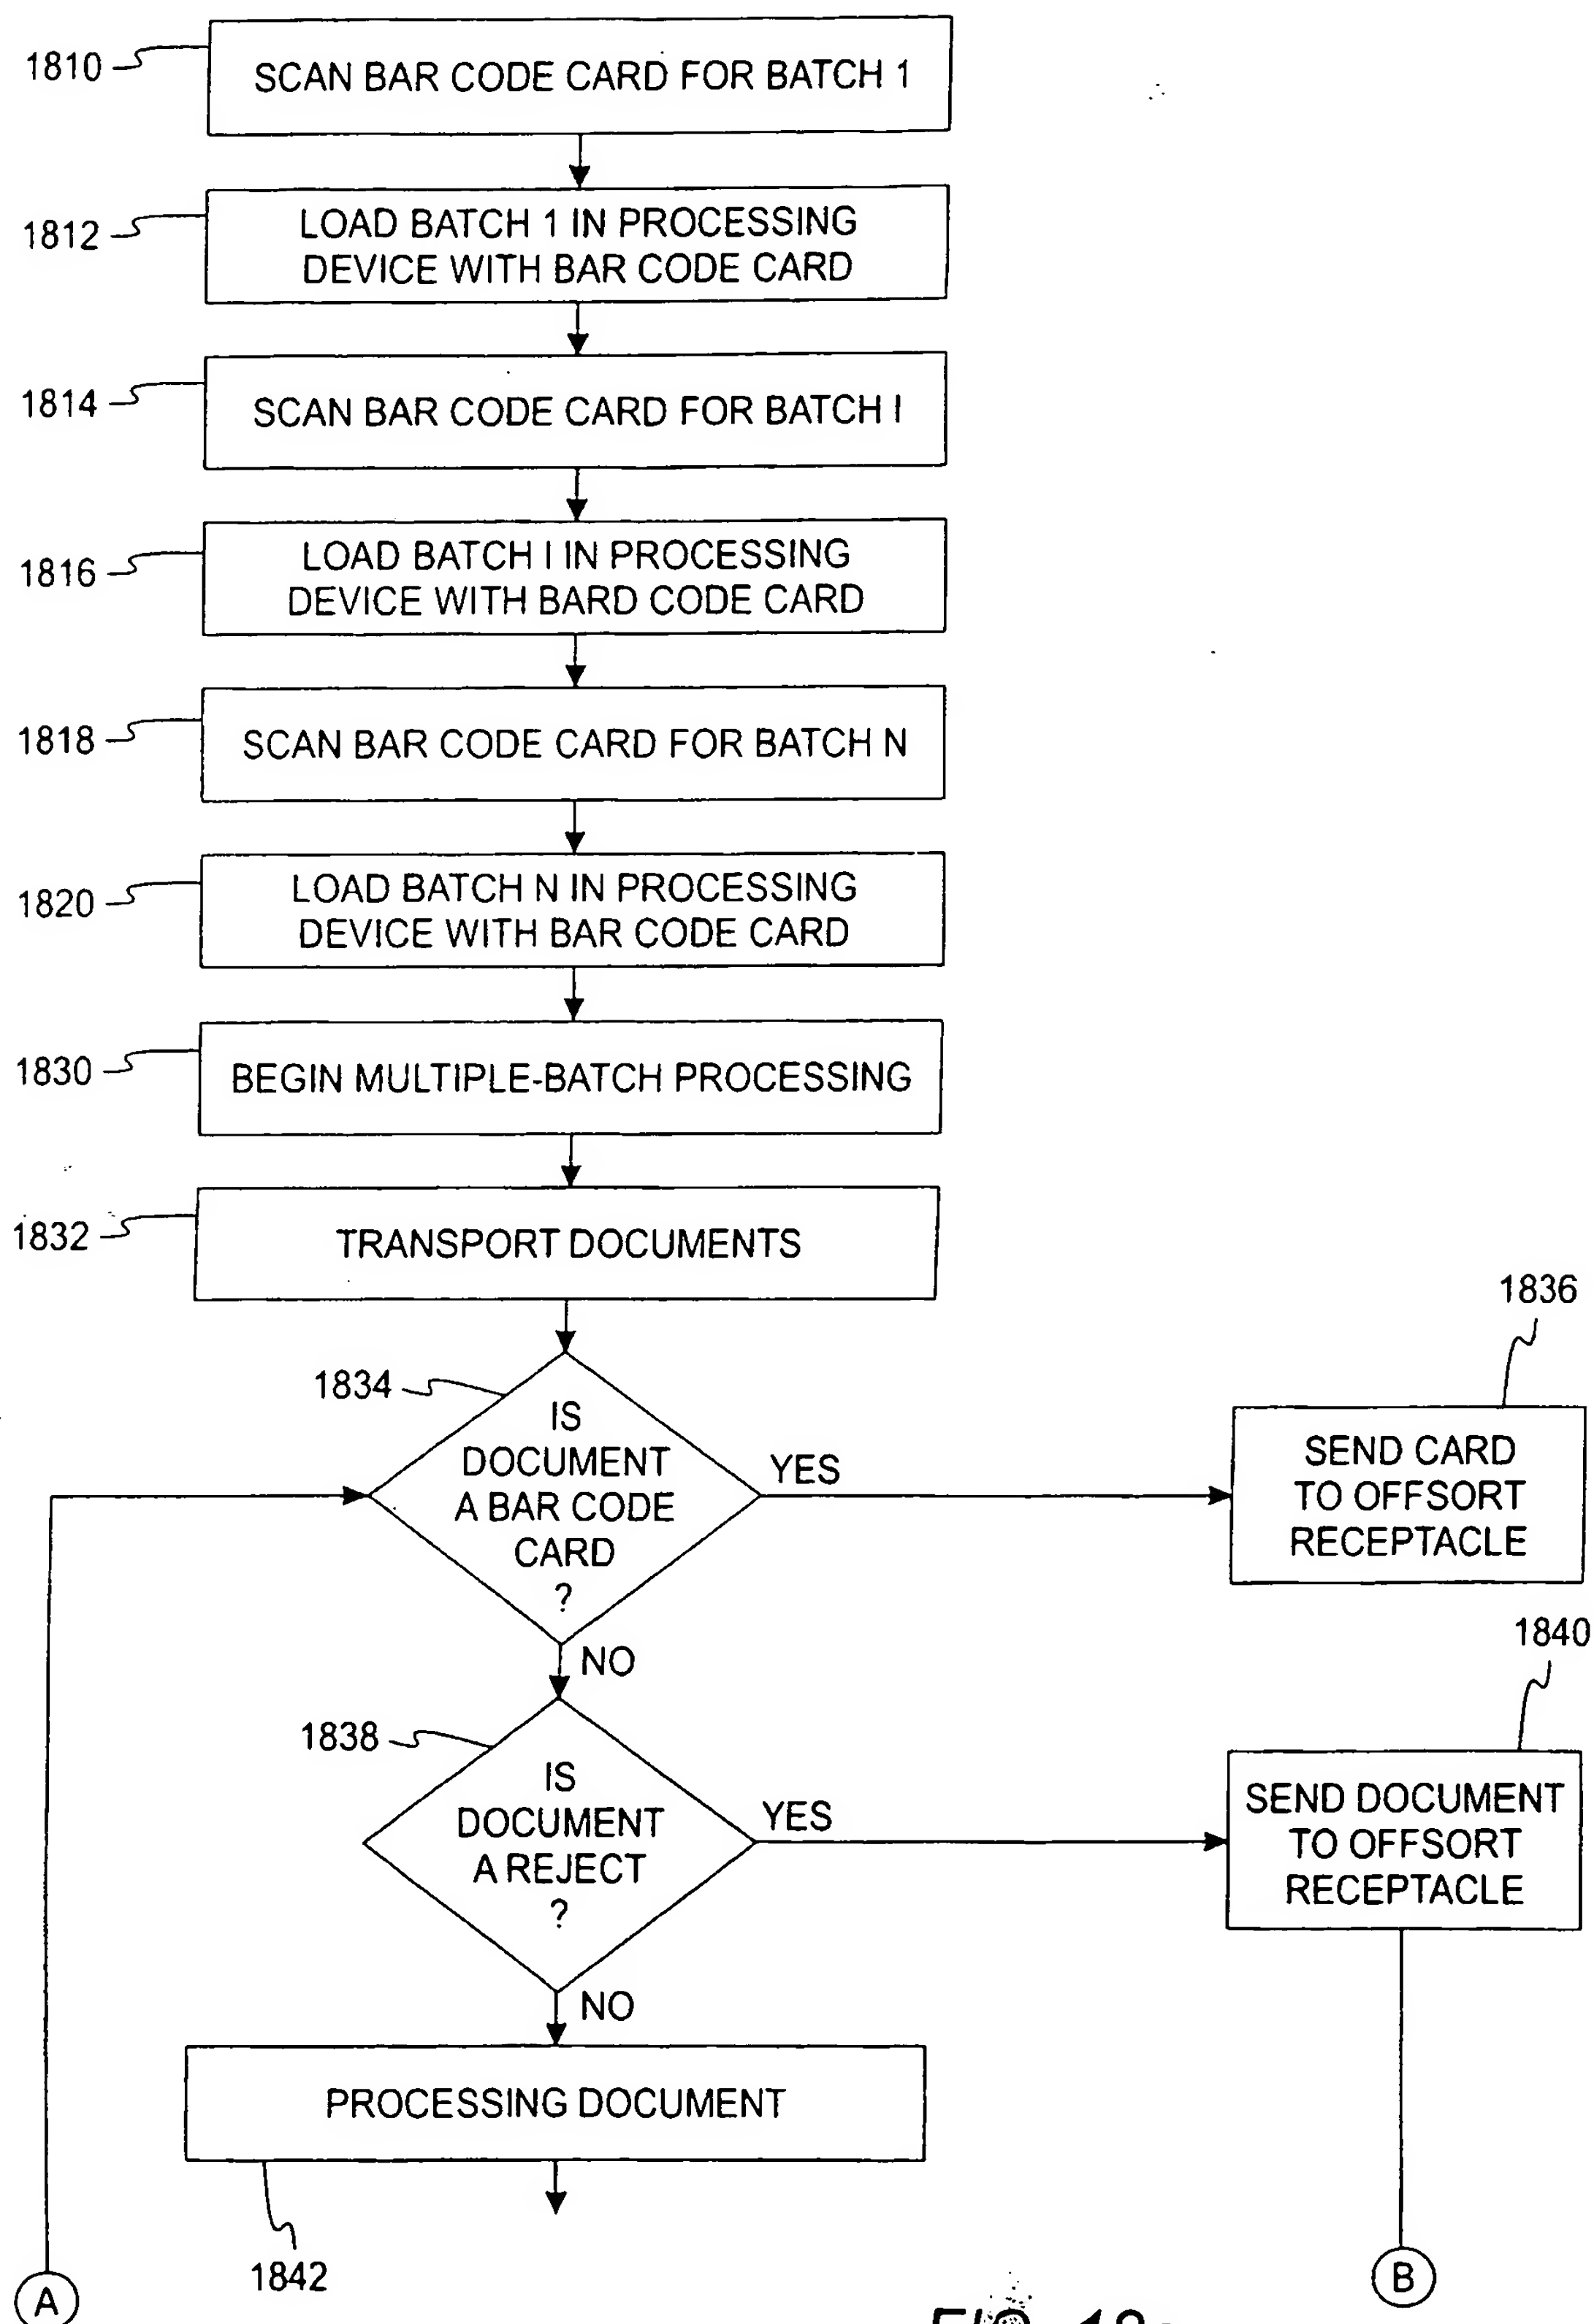 1810
SCAN BAR CODE CARD FOR BATCH 1
1812
LOAD BATCH 1 IN PROCESSING
DEVICE WITH BAR CODE CARD
1814
SCAN BAR CODE CARD FOR BATCH I
1816
LOAD BATCH I IN PROCESSING
DEVICE WITH BARD CODE CARD
1818
SCAN BAR CODE CARD FOR BATCH N
1820
LOAD BATCH N IN PROCESSING
DEVICE WITH BAR CODE CARD
1830
BEGIN MULTIPLE-BATCH PROCESSING
1832
TRANSPORT DOCUMENTS
1834
IS
DOCUMENT
A BAR CODE
CARD
?
YES
1836
SEND CARD
TO OFFSORT
RECEPTACLE
NO
1838
IS
DOCUMENT
A REJECT
?
YES
1840
SEND DOCUMENT
TO OFFSORT
RECEPTACLE
NO
PROCESSING DOCUMENT
1842
A
B